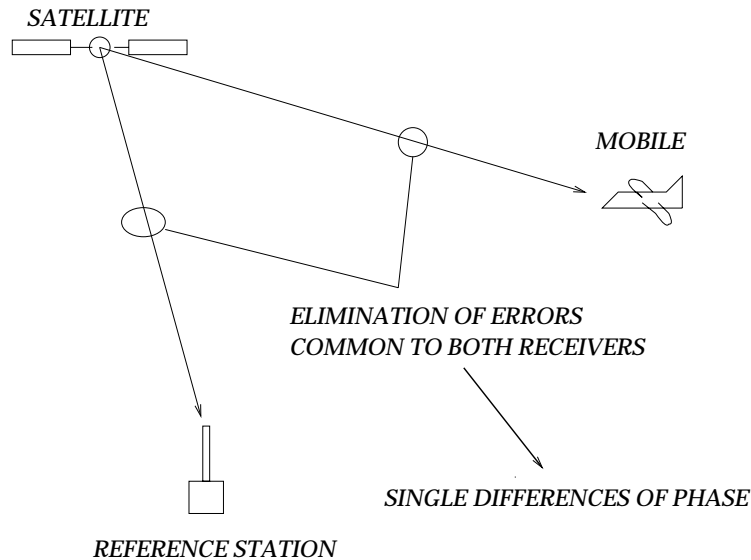 SATELLITE
MOBILE
ELIMINATION OF ERRORS
COMMON TO BOTH RECEIVERS
SINGLE DIFFERENCES OF PHASE
REFERENCE STATION